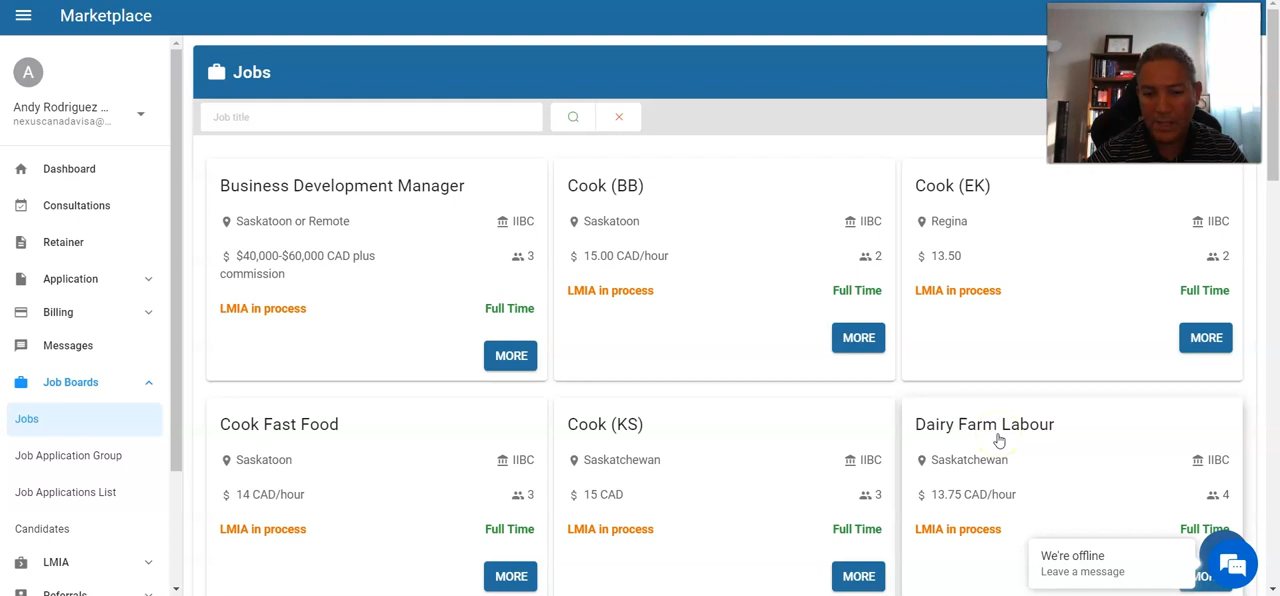 Marketplace
A
Andy Rodriguez ...
nexuscanadavisa@...
Dashboard
Consultations
Retainer
Application
Billing
Messages
Job Boards
Jobs
Job Application Group
Job Applications List
Candidates
LMIA
Referrals
Jobs
Job title
Business Development Manager
Saskatoon or Remote
IIBC
$ $40,000-$60,000 CAD plus
commission
3
LMIA in process
Full Time
MORE
Cook (BB)
Saskatoon
IIBC
$ 15.00 CAD/hour
2
LMIA in process
Full Time
MORE
Cook (EK)
Regina
IIBC
$ 13.50
2
LMIA in process
Full Time
MORE
Cook Fast Food
Saskatoon
IIBC
$ 14 CAD/hour
3
LMIA in process
Full Time
MORE
Cook (KS)
Saskatchewan
IIBC
$ 15 CAD
3
LMIA in process
Full Time
MORE
Dairy Farm Labour
Saskatchewan
IIBC
$ 13.75 CAD/hour
4
LMIA in process
Full Time
We're offline
Leave a message